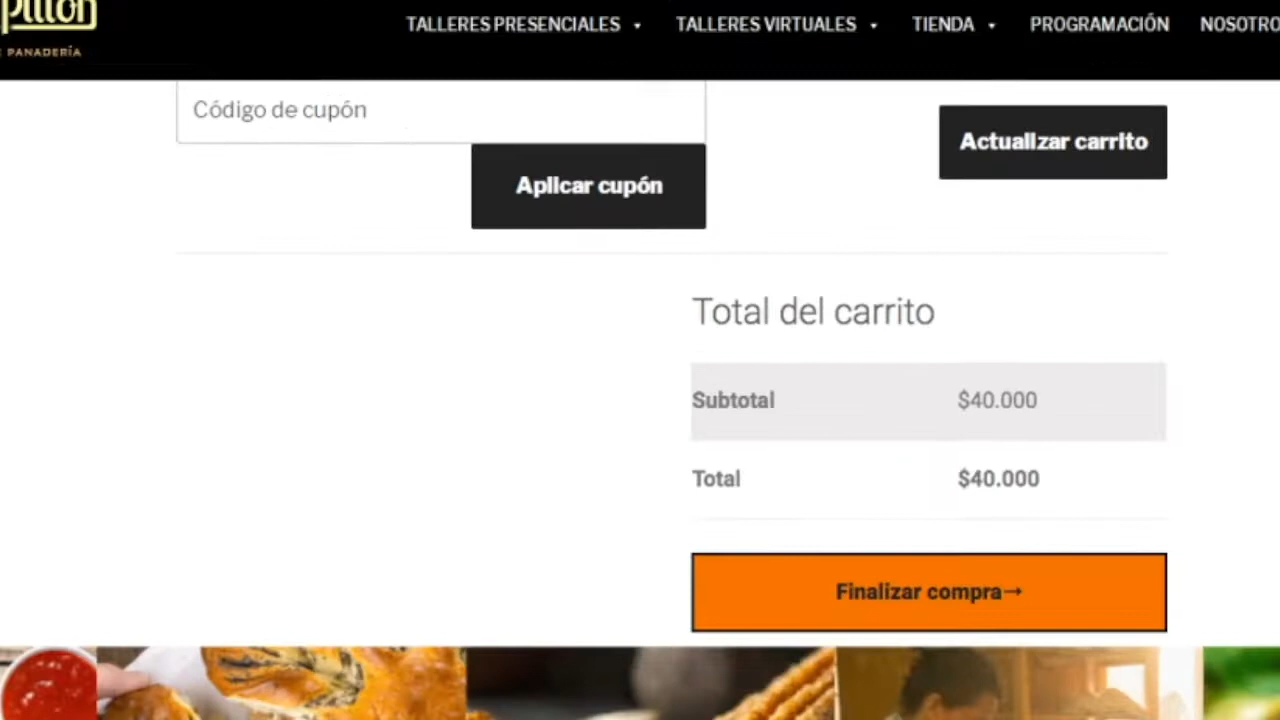 TALLERES PRESENCIALES TALLERES VIRTUALES TIENDA PROGRAMACIÓN
PANADERÍA
Código de cupón
Actualizar carrito
Aplicar cupón
Total del carrito
Subtotal $40.000
Total $40.000
Finalizar compra→